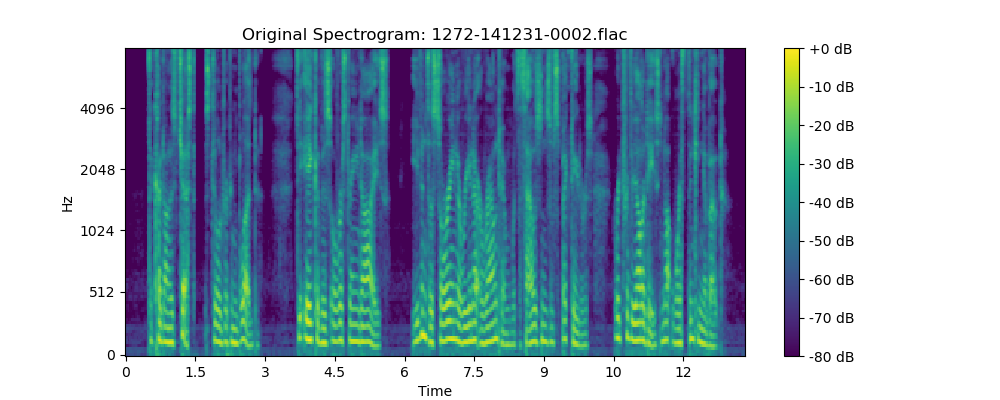 Original Spectrogram: 1272-141231-0002.flac
Hz
4096
2048
1024
512
0
0 1.5 3 4.5 6 7.5 9 10 12
Time
+0 dB
-10 dB
-20 dB
-30 dB
-40 dB
-50 dB
-60 dB
-70 dB
-80 dB